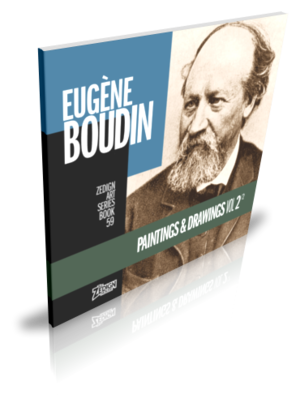 EUGÈNE
BOUDIN
ZEDIGN
ART
SERIES
BOOK
59
PAINTINGS & DRAWINGS VOL 2
ZEDIGN